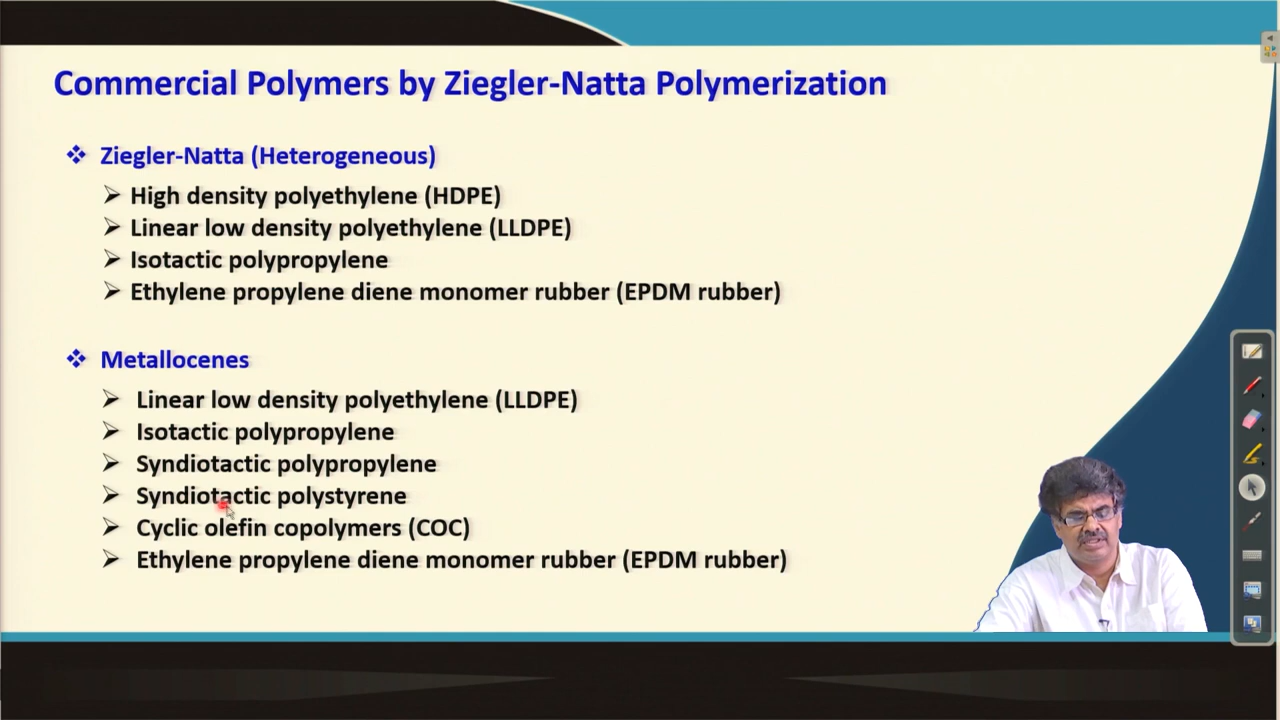 Commercial Polymers by Ziegler-Natta Polymerization
Ziegler-Natta (Heterogeneous)
High density polyethylene (HDPE)
Linear low density polyethylene (LLDPE)
Isotactic polypropylene
Ethylene propylene diene monomer rubber (EPDM rubber)
Metallocenes
Linear low density polyethylene (LLDPE)
Isotactic polypropylene
Syndiotactic polypropylene
Syndiotactic polystyrene
Cyclic olefin copolymers (COC)
Ethylene propylene diene monomer rubber (EPDM rubber)